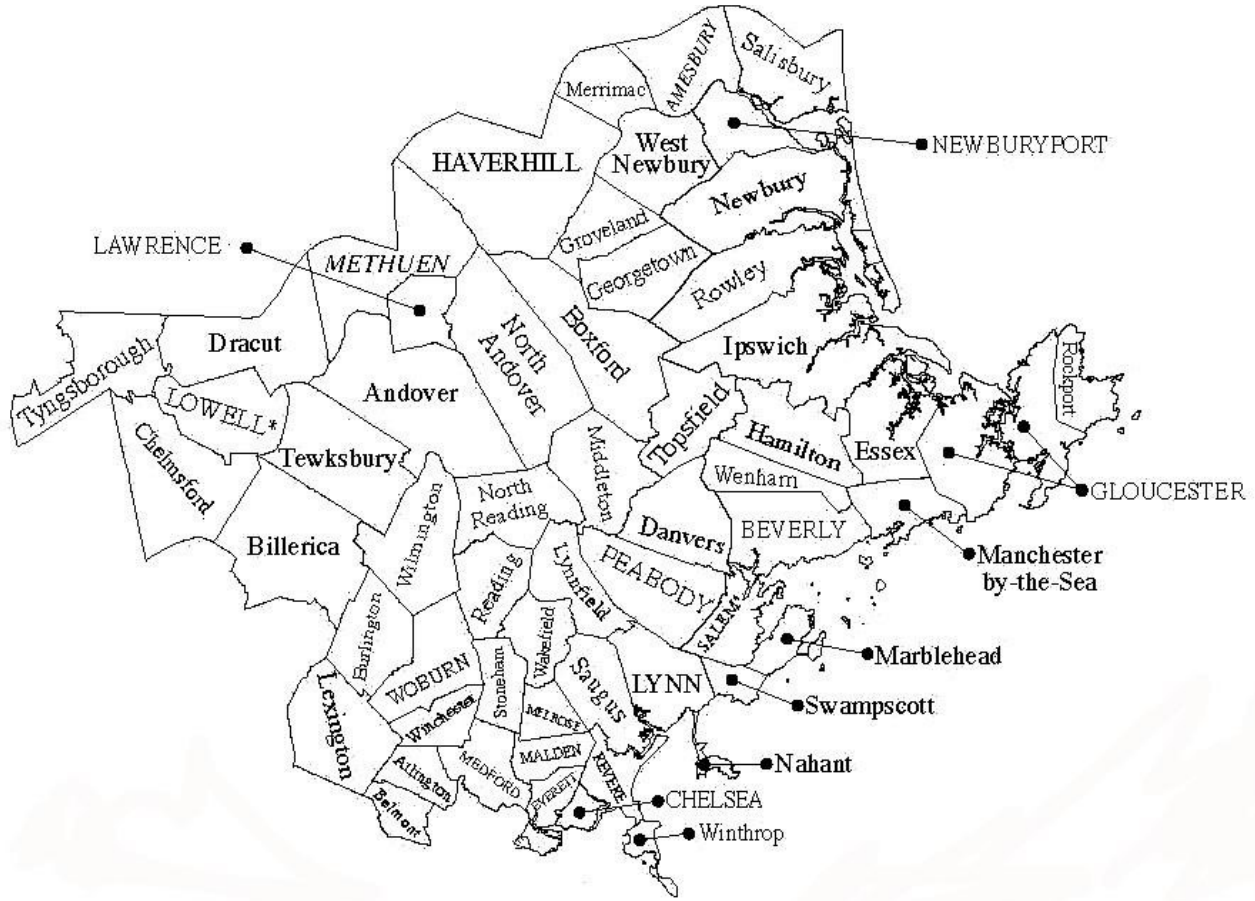 Salisbury
AMESBURY
Merrimac
NEWBURYPORT
West
Newbury
HAVERHILL
Newbury
Groveland
LAWRENCE
METHUEN
Georgetown
Rowley
Boxford
North
Andover
Ipswich
Dracut
Tyngsborough
Rockport
Andover
LOWELL*
Topsfield
Hamilton
Essex
Chelmsford
Tewksbury
Middleton
Wenham
GLOUCESTER
North
Reading
Danvers
BEVERLY
Billerica
Wilmington
Manchester
by-the-Sea
PEABODY
Reading
Lynnfield
SALEM*
Burlington
Wakefield
Marblehead
WOBURN
Stoneham
Saugus
LYNN
Swampscott
Lexington
Winchester
MELROSE
MALDEN
Nahant
Arlington
MEDFORD
REVERE
EVERETT
CHELSEA
Belmont
Winthrop